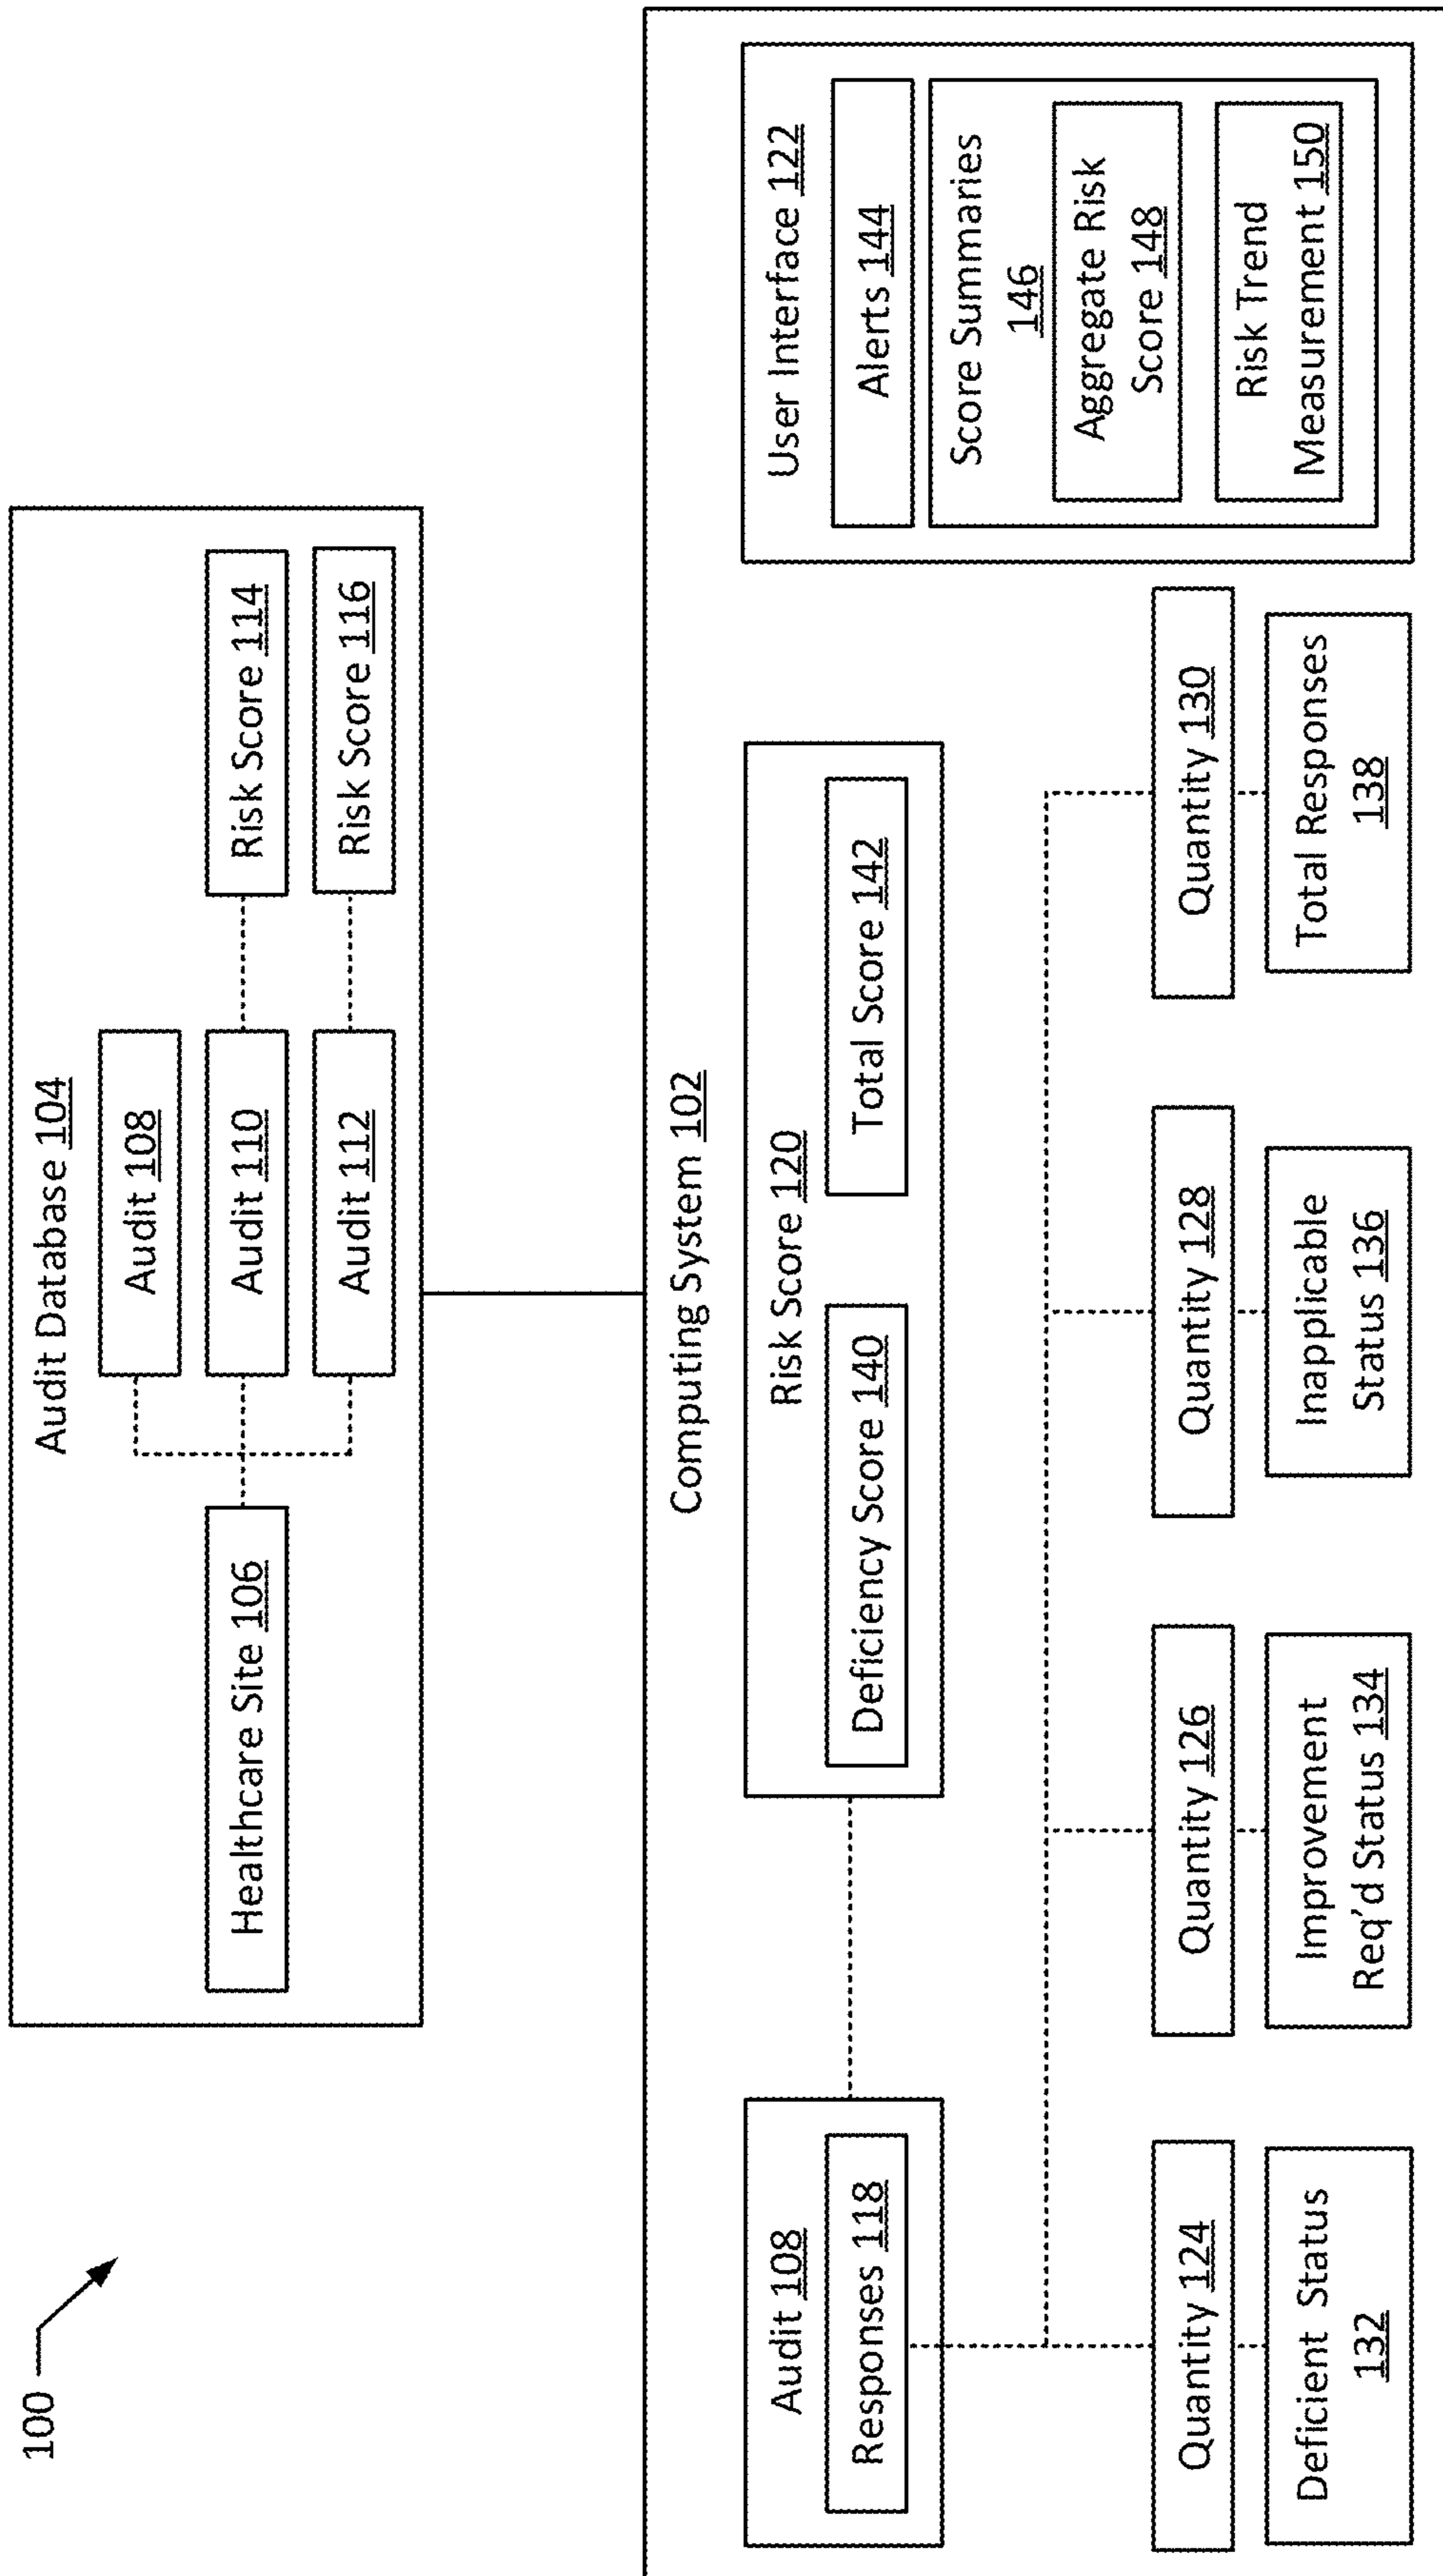 100
Audit Database 104
Healthcare Site 106
Audit 108
Audit 110
Audit 112
Risk Score 114
Risk Score 116
Computing System 102
Audit 108
Responses 118
Risk Score 120
Deficiency Score 140
Total Score 142
User Interface 122
Alerts 144
Score Summaries
146
Aggregate Risk
Score 148
Risk Trend
Measurement 150
Quantity 124
Deficient Status
132
Quantity 126
Improvement
Req’d Status 134
Quantity 128
Inapplicable
Status 136
Quantity 130
Total Responses
138